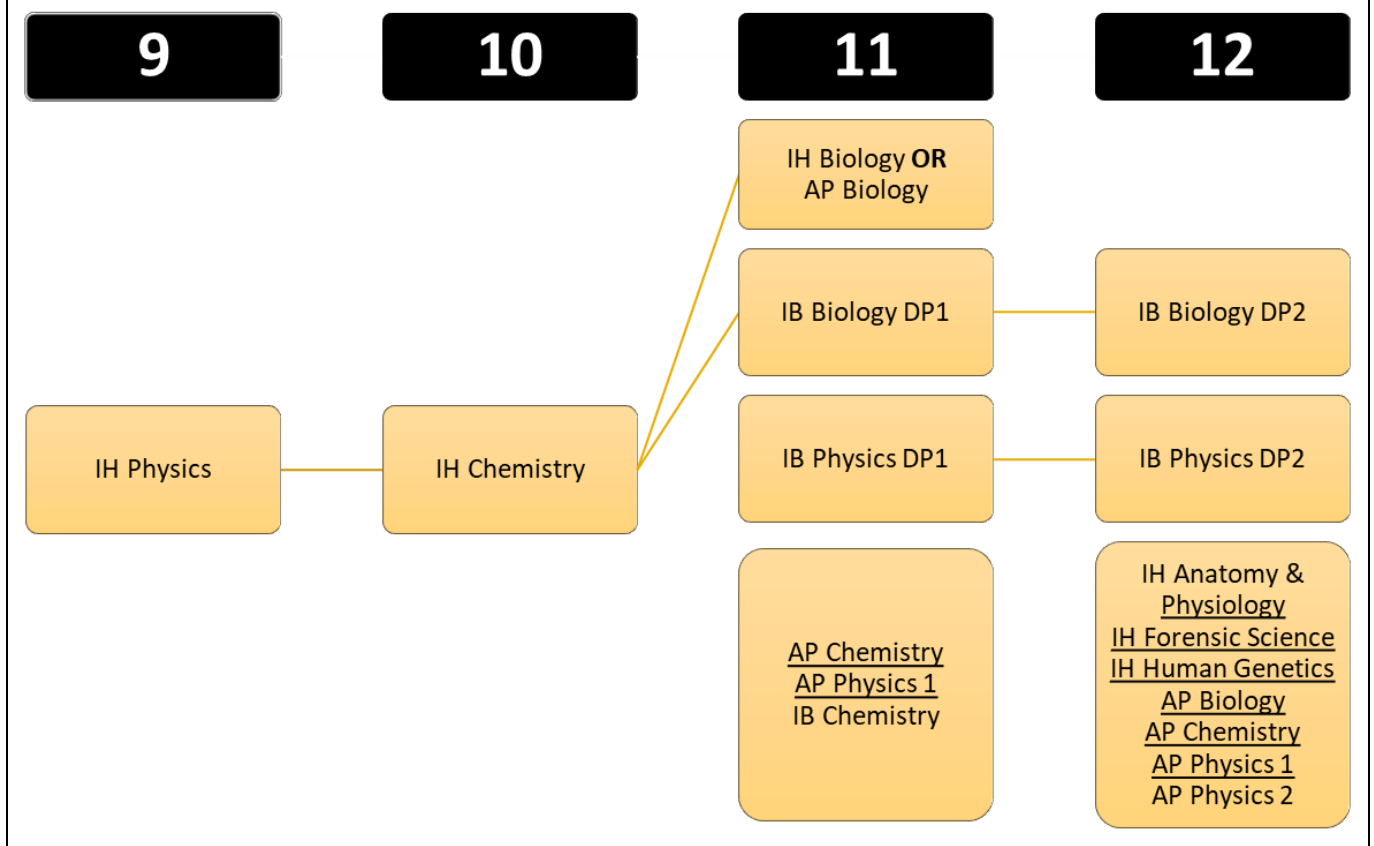 9
10
11
12
IH Biology OR
AP Biology
IB Biology DP1
IB Biology DP2
IH Physics
IH Chemistry
IB Physics DP1
IB Physics DP2
AP Chemistry
AP Physics 1
IB Chemistry
IH Anatomy &
Physiology
IH Forensic Science
IH Human Genetics
AP Biology
AP Chemistry
AP Physics 1
AP Physics 2